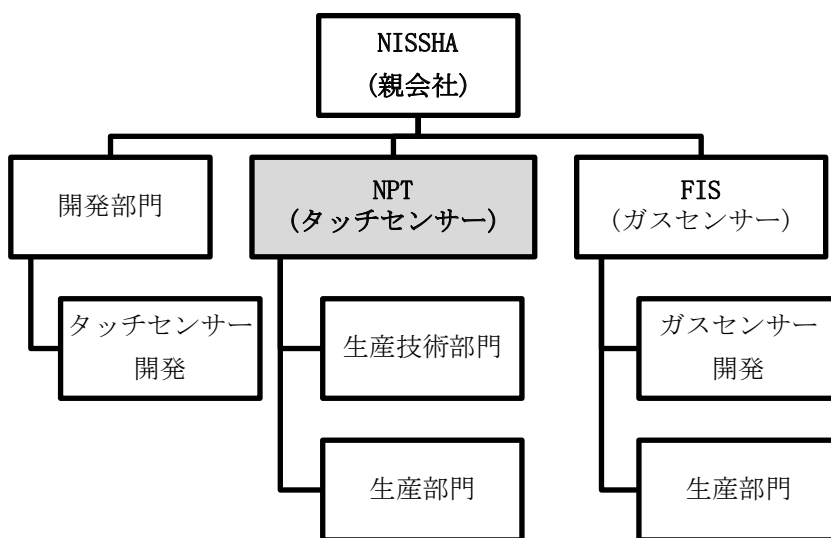 NISSHA
(親会社)
開発部門
NPT
(タッチセンサー)
FIS
(ガスセンサー)
タッチセンサー
開発
生産技術部門
ガスセンサー
開発
生産部門
生産部門